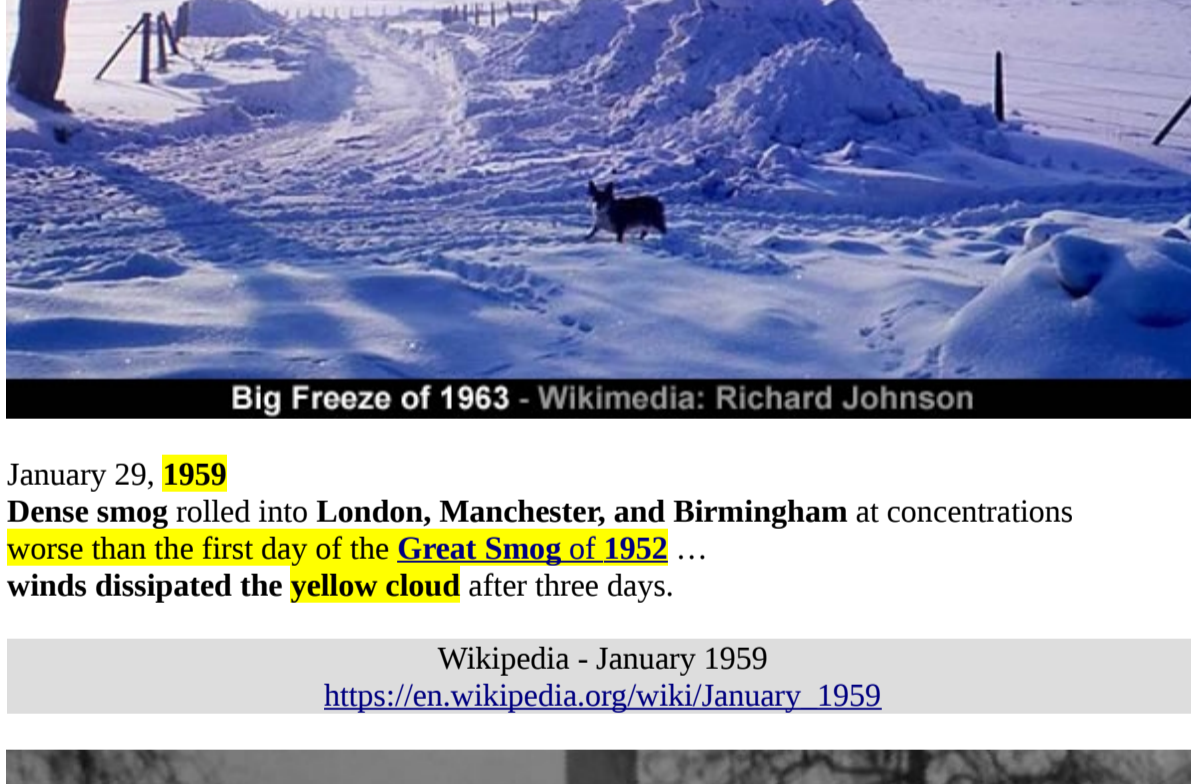 Big Freeze of 1963 - Wikimedia: Richard Johnson
January 29, 1959
Dense smog rolled into London, Manchester, and Birmingham at concentrations
worse than the first day of the Great Smog of 1952 …
winds dissipated the yellow cloud after three days.
Wikipedia - January 1959
https://en.wikipedia.org/wiki/January_1959